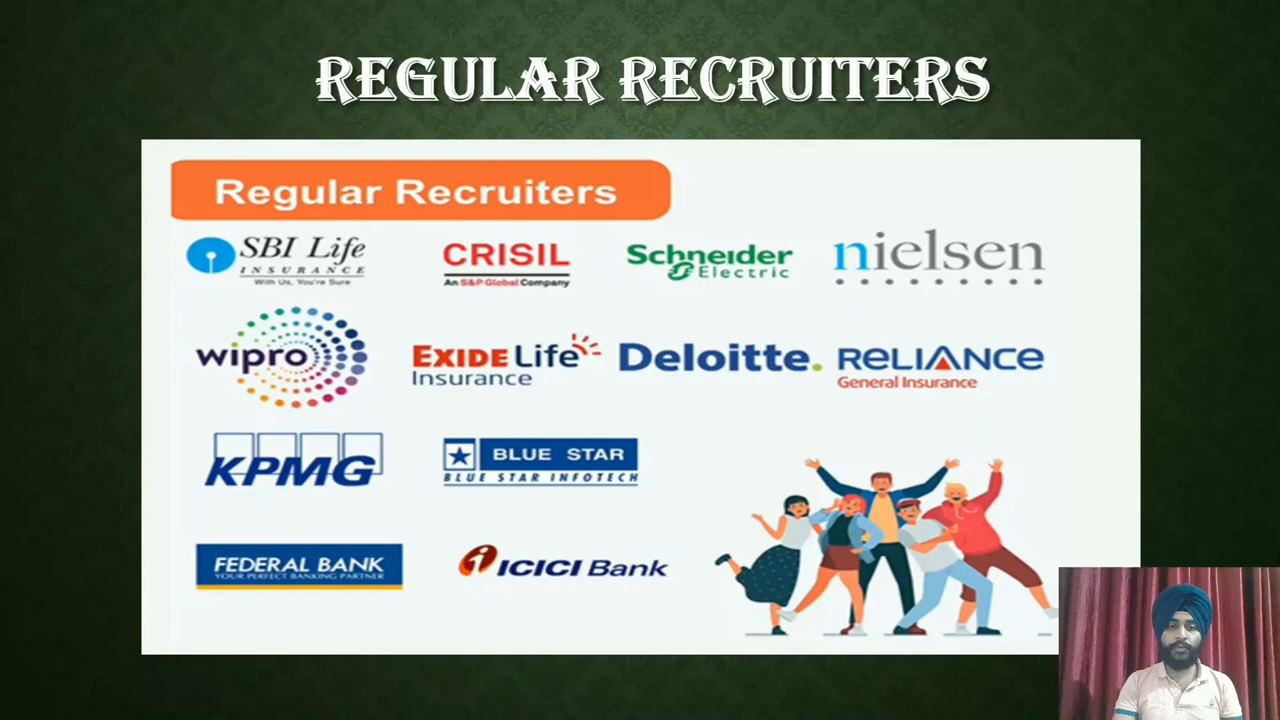 REGULAR RECRUITERS
Regular Recruiters
SBI Life
INSURANCE
With Us, You're Sure
CRISIL
An S&P Global Company
Schneider
Electric
nielsen
wipro
EXIDE Life
Insurance
Deloitte.
RELIANCE
General Insurance
KPMG
BLUE STAR
BLUE STAR INFOTECH
FEDERAL BANK
YOUR PERFECT BANKING PARTNER
ICICI Bank